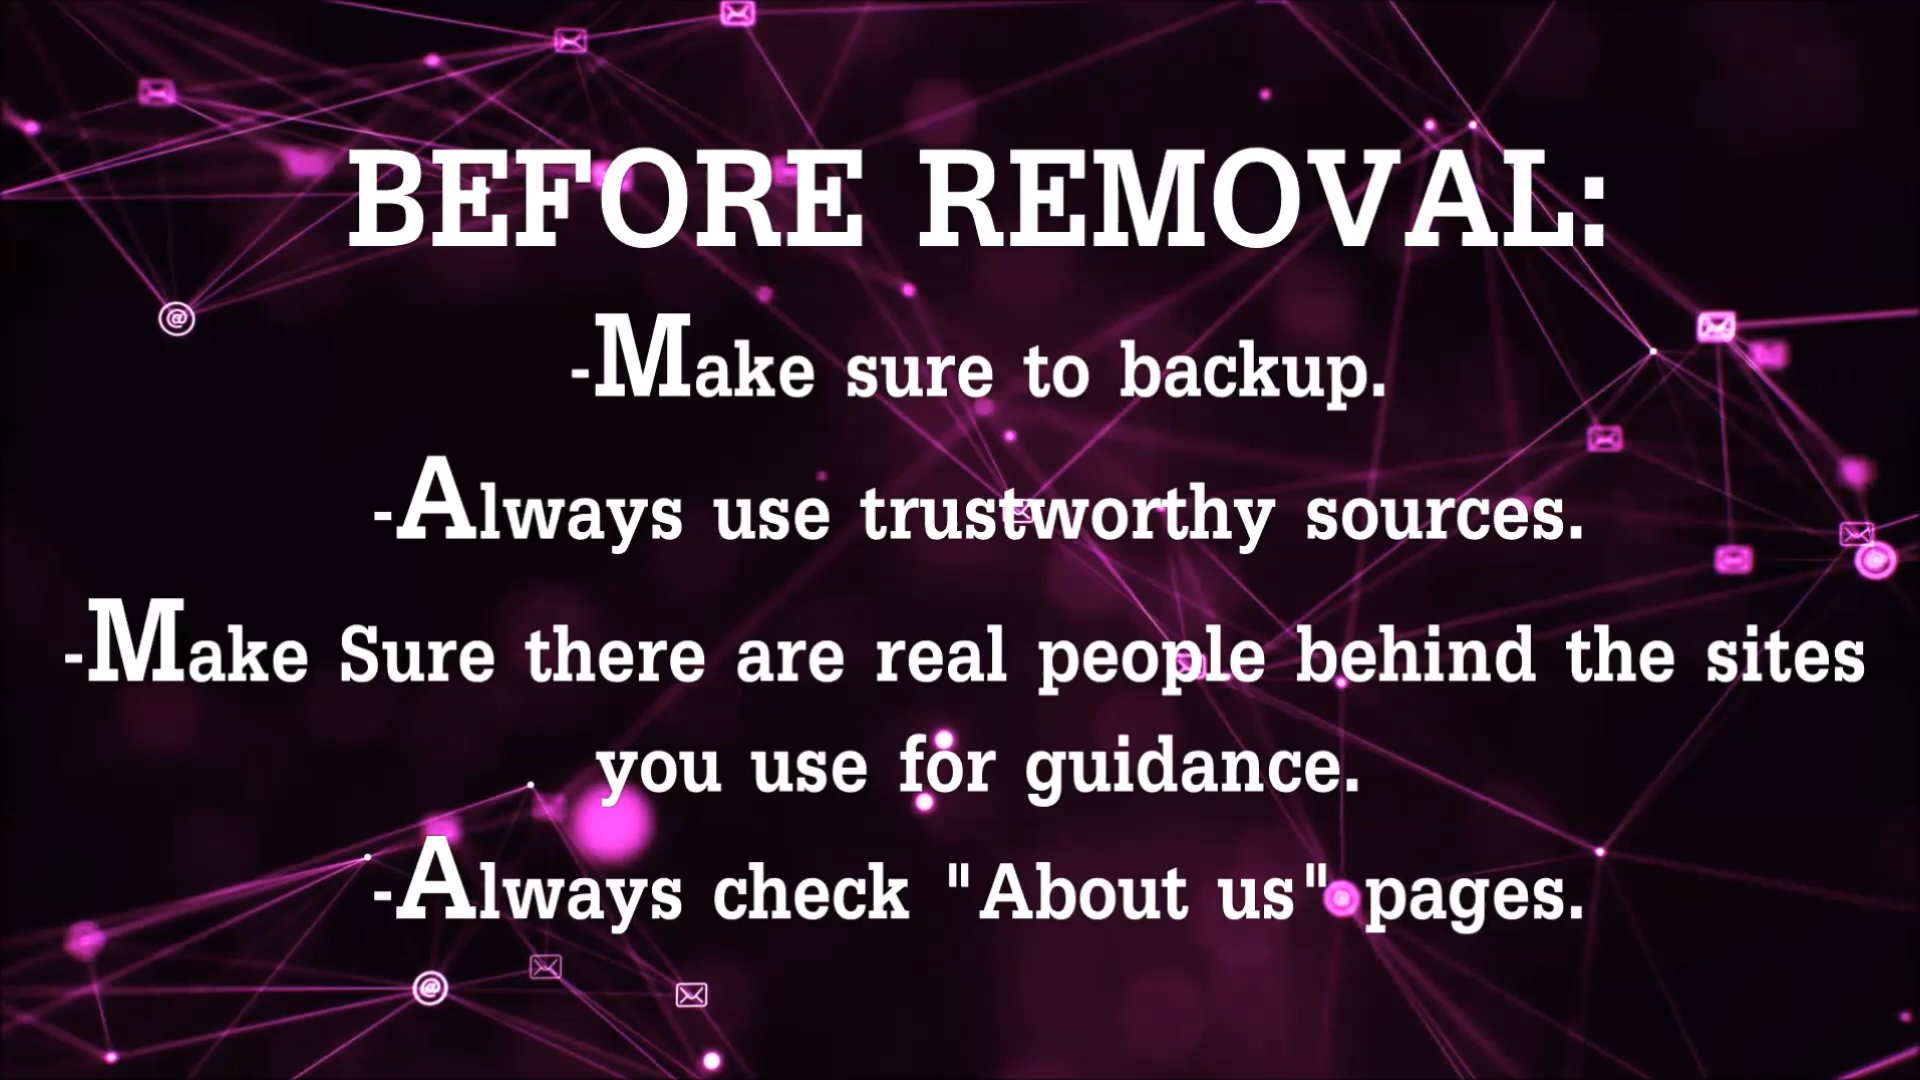 BEFORE REMOVAL:
-Make sure to backup.
-Always use trustworthy sources.
-Make Sure there are real people behind the sites
you use for guidance.
-Always check "About us" pages.